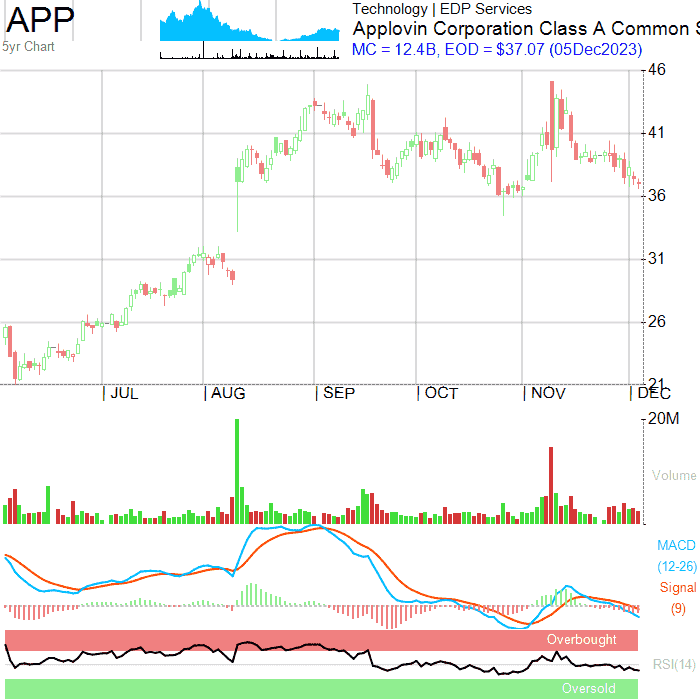 APP
5yr Chart
Technology | EDP Services
Applovin Corporation Class A Common S
MC = 12.4B, EOD = $37.07 (05Dec2023)
46
41
36
31
26
21
JUL
AUG
SEP
OCT
NOV
DEC
20M
Volume
MACD
(12-26)
Signal
(9)
Overbought
RSI(14)
Oversold